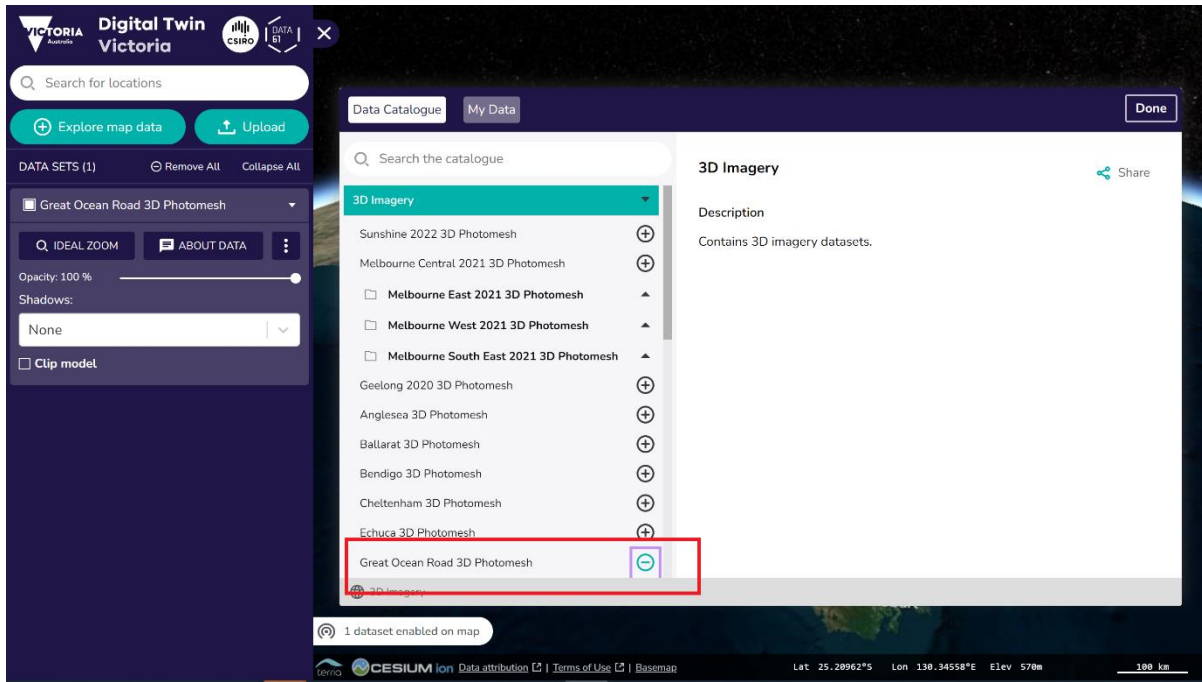 VICTORIA
Australia
Digital Twin
Victoria
CSIRO
DATA
61
Search for locations
Explore map data
Upload
DATA SETS (1)
Remove All
Collapse All
Great Ocean Road 3D Photomesh
IDEAL ZOOM
ABOUT DATA
Opacity: 100 %
Shadows:
None
Clip model
Data Catalogue
My Data
Done
Search the catalogue
3D Imagery
Sunshine 2022 3D Photomesh
Melbourne Central 2021 3D Photomesh
Melbourne East 2021 3D Photomesh
Melbourne West 2021 3D Photomesh
Melbourne South East 2021 3D Photomesh
Geelong 2020 3D Photomesh
Anglesea 3D Photomesh
Ballarat 3D Photomesh
Bendigo 3D Photomesh
Cheltenham 3D Photomesh
Echuca 3D Photomesh
Great Ocean Road 3D Photomesh
3D Imagery
3D Imagery
Share
Description
Contains 3D imagery datasets.
1 dataset enabled on map
terria
CESIUM ion Data attribution | Terms of Use | Basemap
Lat 25.20962°S Lon 130.34558°E Elev 570m
100 km